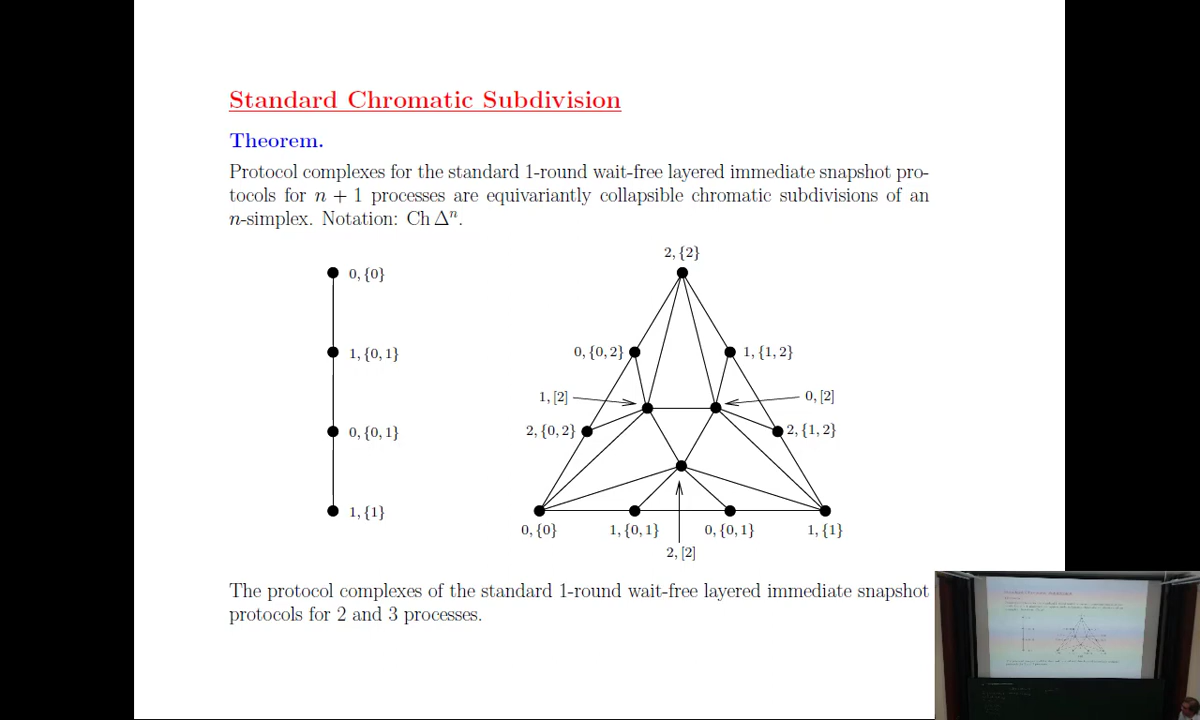 Standard Chromatic Subdivision
Theorem.
Protocol complexes for the standard 1-round wait-free layered immediate snapshot pro-
tocols for n + 1 processes are equivariantly collapsible chromatic subdivisions of an
n-simplex. Notation: Ch Δⁿ.
2, {2}
0, {0}
0, {0, 2}
1, {1, 2}
1, {0, 1}
1, [2]
0, [2]
2, {0, 2}
2, {1, 2}
0, {0, 1}
1, {1}
0, {0}
1, {0, 1}
0, {0, 1}
1, {1}
2, [2]
The protocol complexes of the standard 1-round wait-free layered immediate snapshot
protocols for 2 and 3 processes.